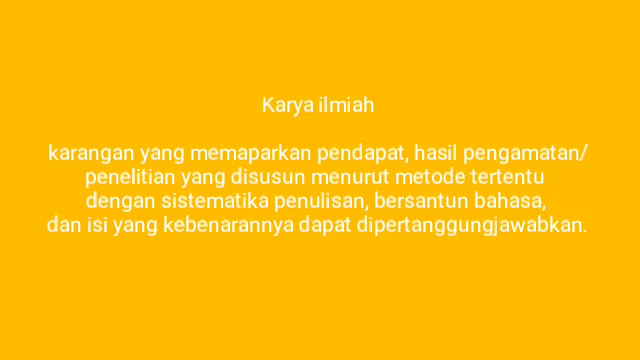 Karya ilmiah
karangan yang memaparkan pendapat, hasil pengamatan/
penelitian yang disusun menurut metode tertentu
dengan sistematika penulisan, bersantun bahasa,
dan isi yang kebenarannya dapat dipertanggungjawabkan.